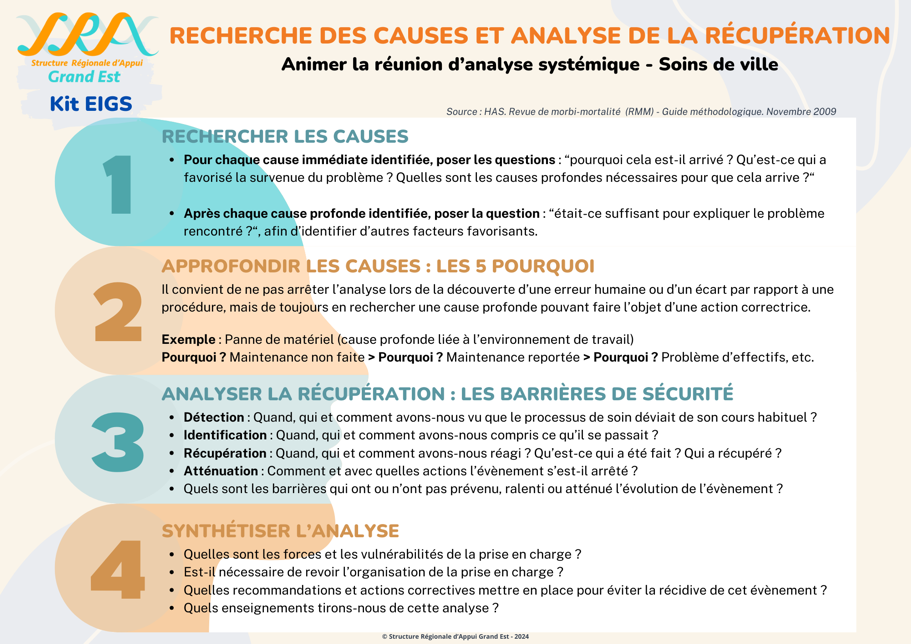 SRA
Structure Régionale d'Appui
Grand Est
Kit EIGS
RECHERCHE DES CAUSES ET ANALYSE DE LA RÉCUPÉRATION
Animer la réunion d'analyse systémique - Soins de ville
Source : HAS. Revue de morbi-mortalité (RMM) - Guide méthodologique. Novembre 2009
1
RECHERCHER LES CAUSES
• Pour chaque cause immédiate identifiée, poser les questions : “pourquoi cela est-il arrivé ? Qu'est-ce qui a
favorisé la survenue du problème ? Quelles sont les causes profondes nécessaires pour que cela arrive ?“
• Après chaque cause profonde identifiée, poser la question : “était-ce suffisant pour expliquer le problème
rencontré ?“, afin d'identifier d'autres facteurs favorisants.
2
APPROFONDIR LES CAUSES : LES 5 POURQUOI
Il convient de ne pas arrêter l'analyse lors de la découverte d'une erreur humaine ou d'un écart par rapport à une
procédure, mais de toujours en rechercher une cause profonde pouvant faire l'objet d'une action correctrice.
Exemple : Panne de matériel (cause profonde liée à l'environnement de travail)
Pourquoi ? Maintenance non faite > Pourquoi ? Maintenance reportée > Pourquoi ? Problème d'effectifs, etc.
3
ANALYSER LA RÉCUPÉRATION : LES BARRIÈRES DE SÉCURITÉ
• Détection : Quand, qui et comment avons-nous vu que le processus de soin déviait de son cours habituel ?
• Identification : Quand, qui et comment avons-nous compris ce qu'il se passait ?
• Récupération : Quand, qui et comment avons-nous réagi ? Qu'est-ce qui a été fait ? Qui a récupéré ?
• Atténuation : Comment et avec quelles actions l'évènement s'est-il arrêté ?
• Quels sont les barrières qui ont ou n'ont pas prévenu, ralenti ou atténué l'évolution de l'évènement ?
4
SYNTHÉTISER L'ANALYSE
• Quelles sont les forces et les vulnérabilités de la prise en charge ?
• Est-il nécessaire de revoir l'organisation de la prise en charge ?
• Quelles recommandations et actions correctives mettre en place pour éviter la récidive de cet évènement ?
• Quels enseignements tirons-nous de cette analyse ?
© Structure Régionale d'Appui Grand Est - 2024